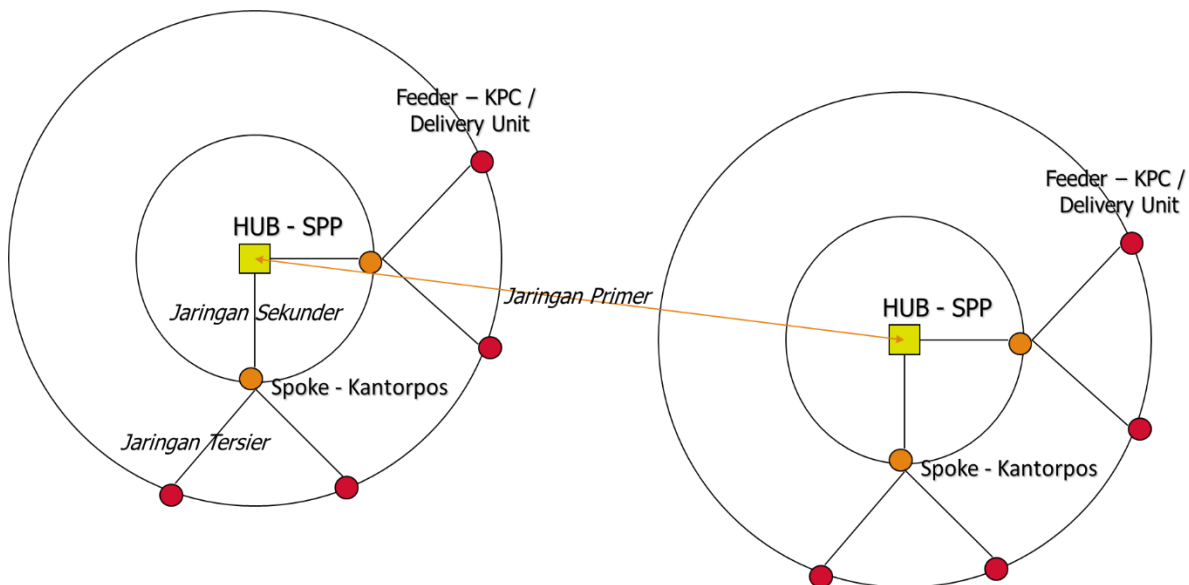 Feeder – KPC /
Delivery Unit
HUB - SPP
Jaringan Sekunder
Spoke - Kantorpos
Jaringan Tersier
Jaringan Primer
Feeder – KPC /
Delivery Unit
HUB - SPP
Spoke - Kantorpos